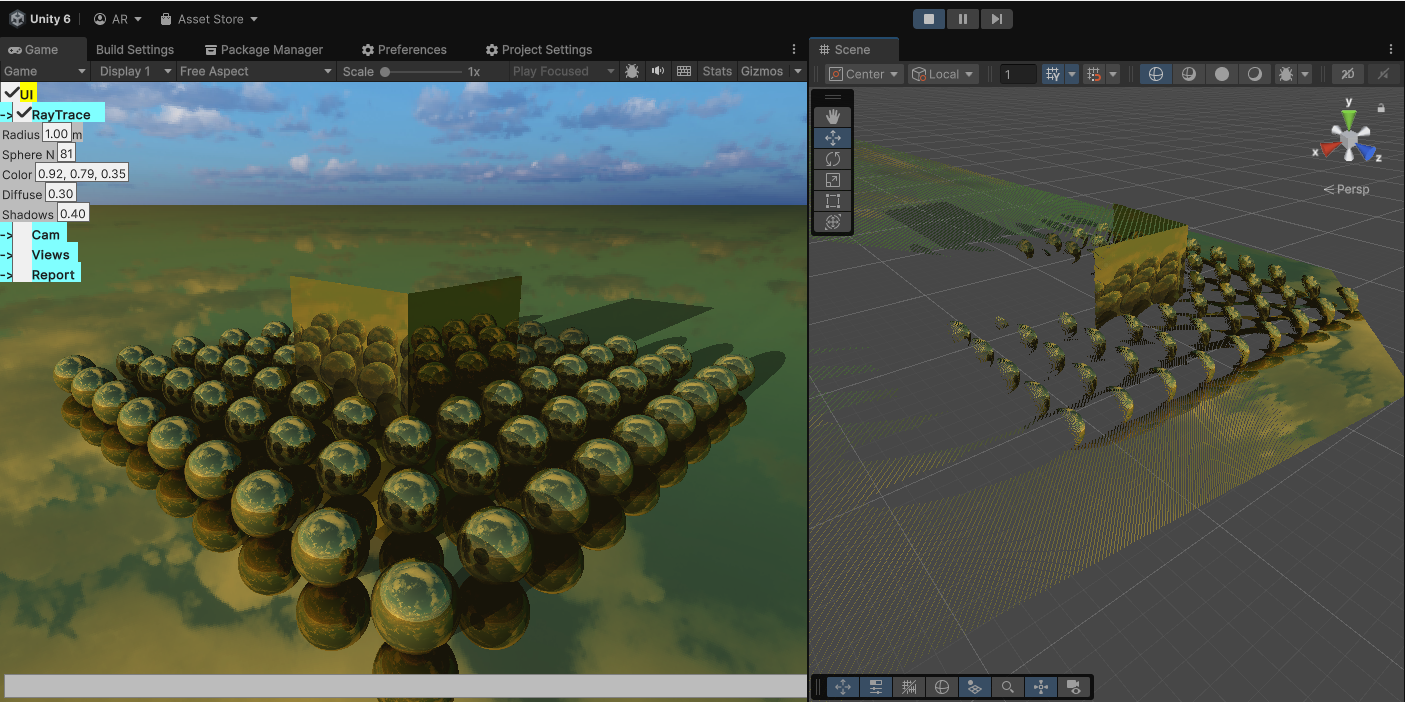 Unity 6 AR Asset Store
Game Build Settings Package Manager Preferences Project Settings
Scene
Game Display 1 Free Aspect Scale 1x Play Focused Stats Gizmos
Center Local 1 2D
UI
-> RayTrace
Radius 1.00 m
Sphere N 81
Color 0.92, 0.79, 0.35
Diffuse 0.30
Shadows 0.40
-> Cam
-> Views
-> Report
y
x
z
Persp